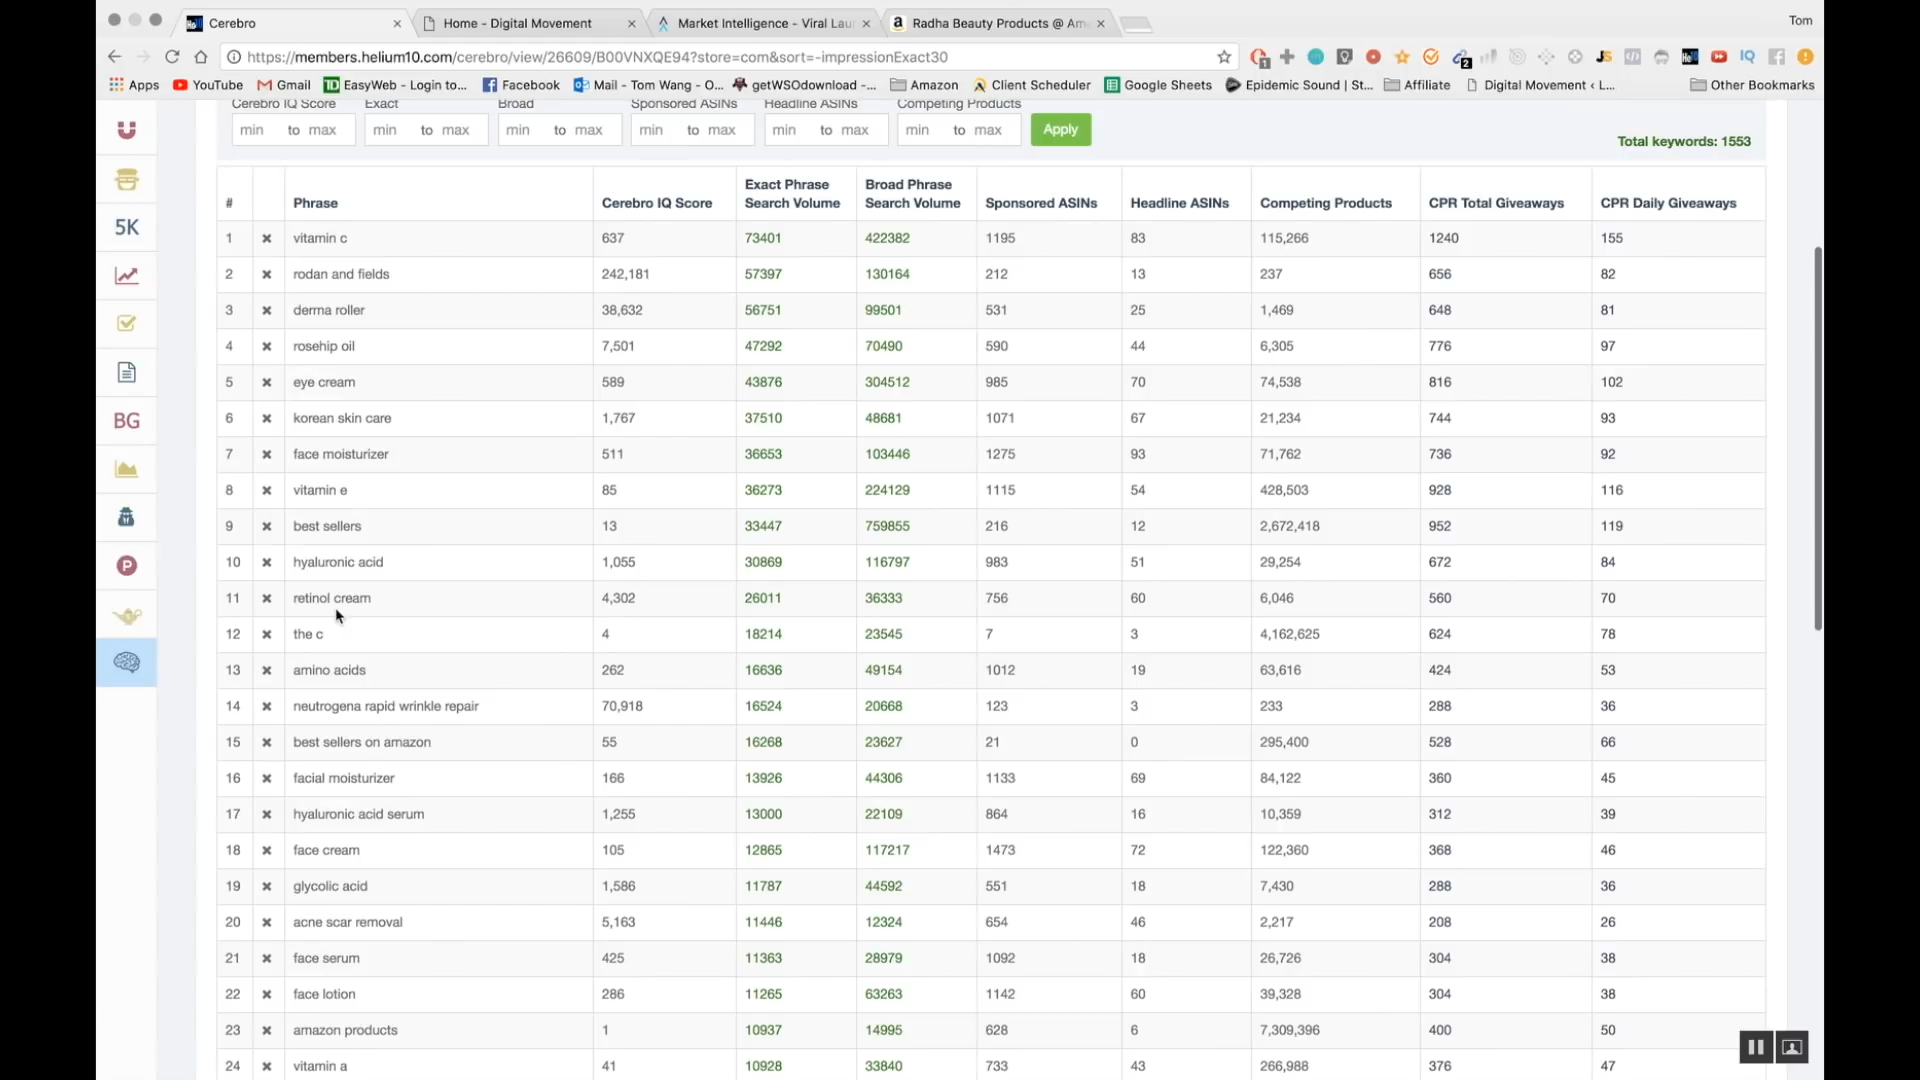 Cerebro Home - Digital Movement Market Intelligence - Viral Lau Radha Beauty Products @ Am Tom
https://members.helium10.com/cerebro/view/26609/B00VNXQE94?store=com&sort=-impressionExact30
Apps YouTube Gmail EasyWeb - Login to... Facebook Mail - Tom Wang - O... getWSOdownload -... Amazon Client Scheduler Google Sheets Epidemic Sound | St... Affiliate Digital Movement ‹ L... Other Bookmarks
Cerebro IQ Score Exact Broad Sponsored ASINs Headline ASINs Competing Products
min to max min to max min to max min to max min to max min to max Apply
Total keywords: 1553
# Phrase Cerebro IQ Score Exact Phrase Search Volume Broad Phrase Search Volume Sponsored ASINs Headline ASINs Competing Products CPR Total Giveaways CPR Daily Giveaways
1 vitamin c 637 73401 422382 1195 83 115,266 1240 155
2 rodan and fields 242,181 57397 130164 212 13 237 656 82
3 derma roller 38,632 56751 99501 531 25 1,469 648 81
4 rosehip oil 7,501 47292 70490 590 44 6,305 776 97
5 eye cream 589 43876 304512 985 70 74,538 816 102
6 korean skin care 1,767 37510 48681 1071 67 21,234 744 93
7 face moisturizer 511 36653 103446 1275 93 71,762 736 92
8 vitamin e 85 36273 224129 1115 54 428,503 928 116
9 best sellers 13 33447 759855 216 12 2,672,418 952 119
10 hyaluronic acid 1,055 30869 116797 983 51 29,254 672 84
11 retinol cream 4,302 26011 36333 756 60 6,046 560 70
12 the c 4 18214 23545 7 3 4,162,625 624 78
13 amino acids 262 16636 49154 1012 19 63,616 424 53
14 neutrogena rapid wrinkle repair 70,918 16524 20668 123 3 233 288 36
15 best sellers on amazon 55 16268 23627 21 0 295,400 528 66
16 facial moisturizer 166 13926 44306 1133 69 84,122 360 45
17 hyaluronic acid serum 1,255 13000 22109 864 16 10,359 312 39
18 face cream 105 12865 117217 1473 72 122,360 368 46
19 glycolic acid 1,586 11787 44592 551 18 7,430 288 36
20 acne scar removal 5,163 11446 12324 654 46 2,217 208 26
21 face serum 425 11363 28979 1092 18 26,726 304 38
22 face lotion 286 11265 63263 1142 60 39,328 304 38
23 amazon products 1 10937 14995 628 6 7,309,396 400 50
24 vitamin a 41 10928 33840 733 43 266,988 376 47
5K
BG
P